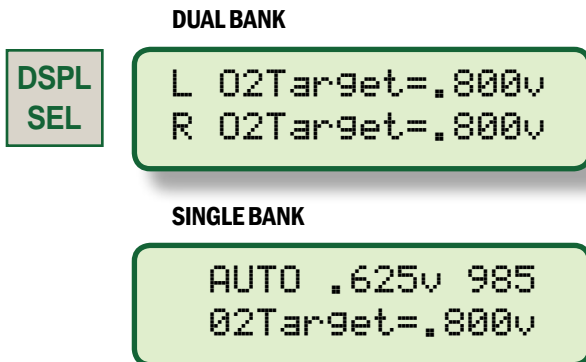 DUAL BANK
DSPL
SEL
L O2Target=.800v
R O2Target=.800v
SINGLE BANK
AUTO .625v 985
02Target=.800v